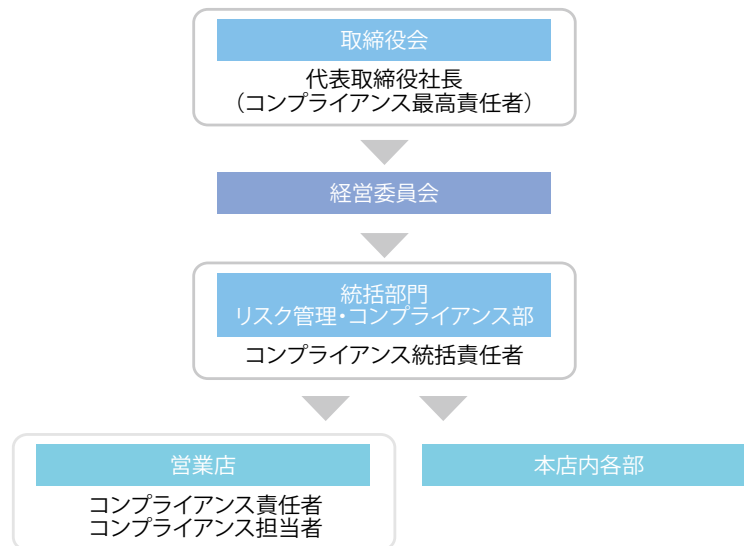 取締役会
代表取締役社長
（コンプライアンス最高責任者）
経営委員会
統括部門
リスク管理・コンプライアンス部
コンプライアンス統括責任者
営業店
コンプライアンス責任者
コンプライアンス担当者
本店内各部